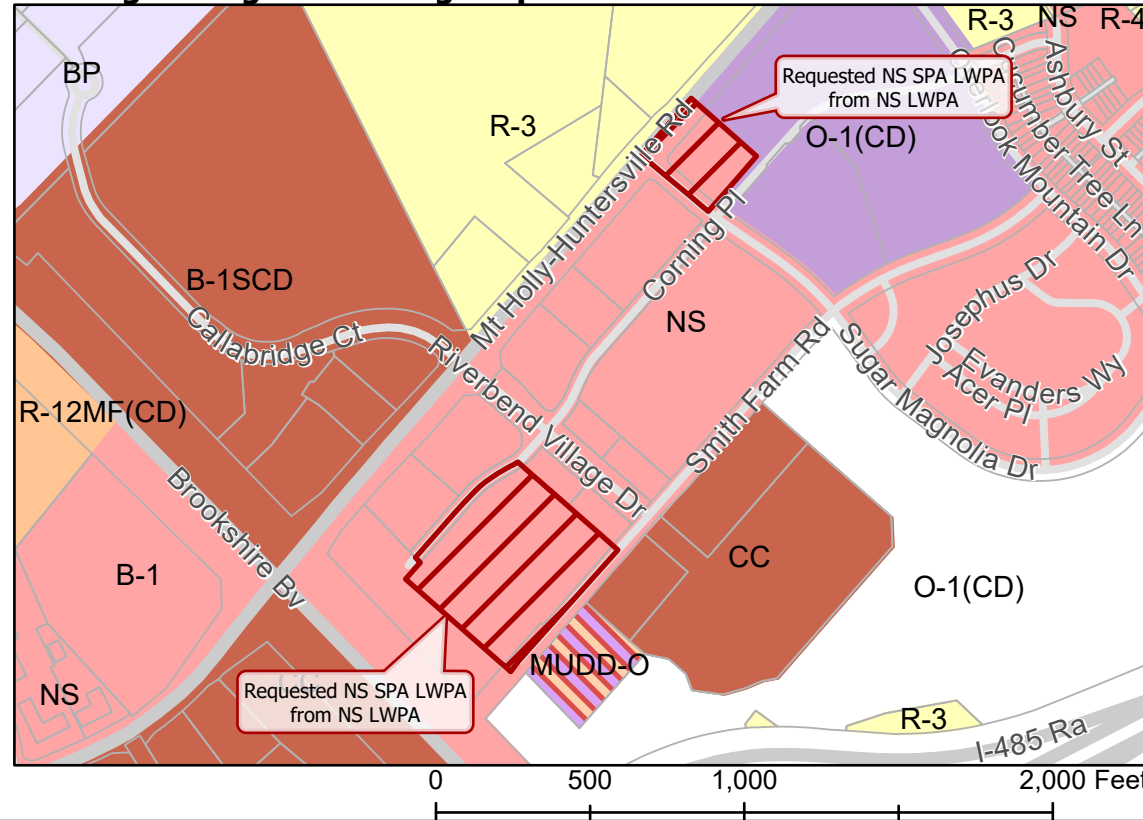 R-3
NS
R-4
BP
Requested NS SPA LWPA
from NS LWPA
R-3
O-1(CD)
Ashbury St
Cucumber Tree Ln
Overlook Mountain Dr
Mt Holly-Huntersville Rd
Corning Pl
B-1SCD
Callabridge Ct
NS
Josephus Dr
Evanders Wy
J Acer Pl
Riverbend Village Dr
Smith Farm Rd
Sugar Magnolia Dr
R-12MF(CD)
Brookshire Bv
B-1
CC
O-1(CD)
MUDD-O
Requested NS SPA LWPA
from NS LWPA
NS
R-3
I-485 Ra
0 500 1,000 2,000 Feet